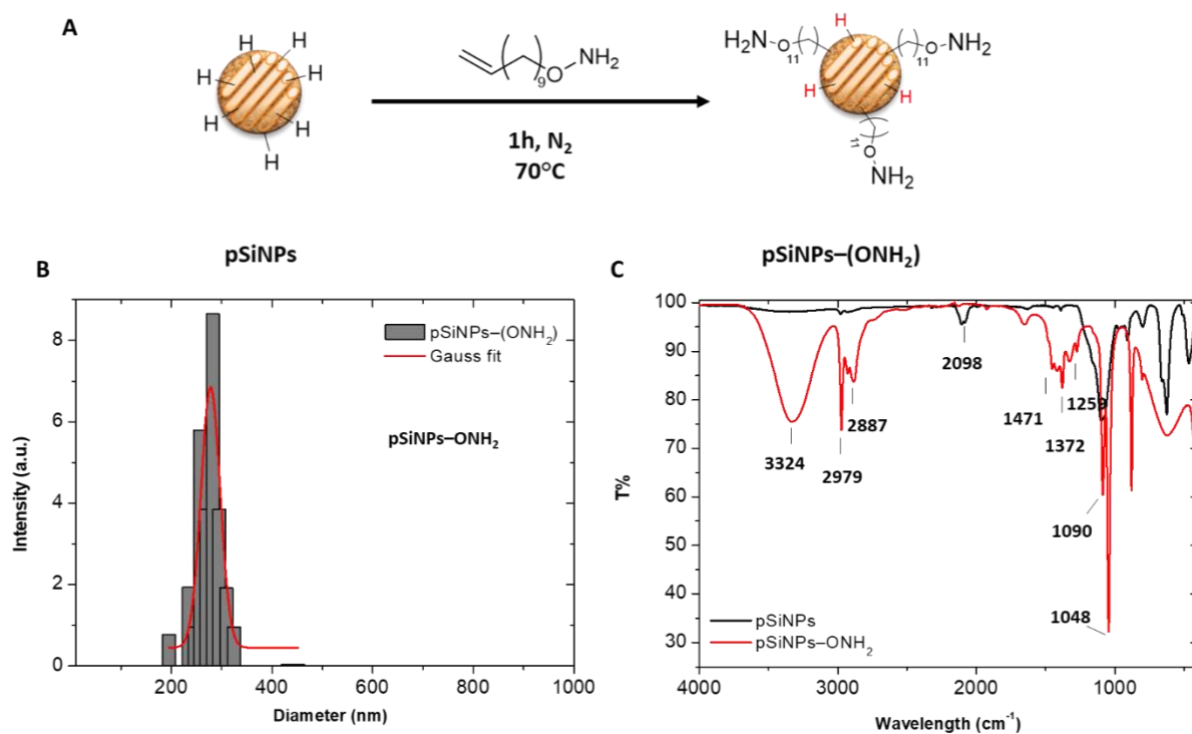 A
H H H H H H H H
( )9 O NH₂
1h, N₂
70°C
H₂N O ( )11 H ( )11 O NH₂
H H
( )11 O NH₂
pSiNPs
pSiNPs–(ONH₂)
B
pSiNPs–(ONH₂)
Gauss fit
pSiNPs–ONH₂
Intensity (a.u.)
8
6
4
2
0
200 400 600 800 1000
Diameter (nm)
C
T%
100
90
80
70
60
50
40
30
2098
1259
1471
1372
2887
3324
2979
1090
1048
pSiNPs
pSiNPs–ONH₂
4000 3000 2000 1000
Wavelength (cm⁻¹)